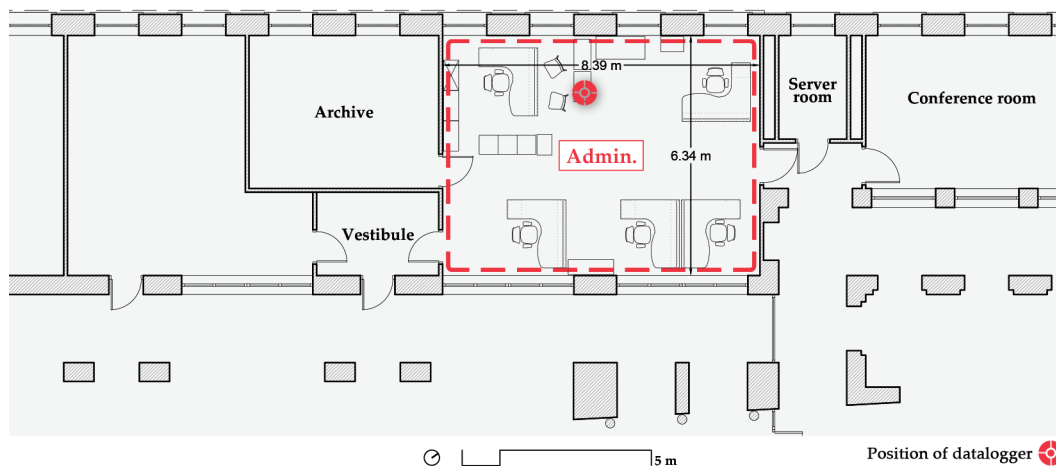 8.39 m
Archive
Server
room
Conference room
Admin.
6.34 m
Vestibule
5 m
Position of datalogger